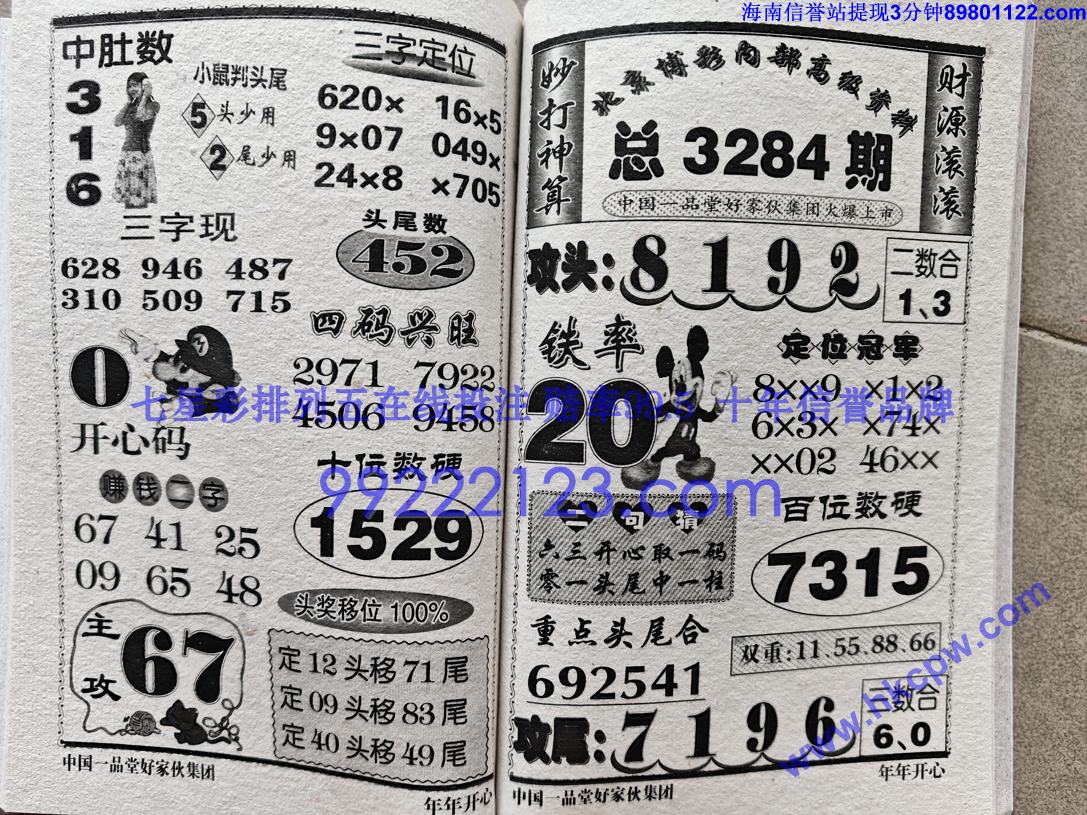 海南信誉站提现3分钟89801122.com
中肚数
3
1
6
小鼠判头尾
5 头少用
2 尾少用
三字定位
620× 16×5
9×07 049×
24×8 ×705
三字现
628 946 487
310 509 715
头尾数
452
0
开心码
四码兴旺
2971 7922
4506 9458
赚钱二字
67 41 25
09 65 48
十位数硬
1529
主攻
67
头奖移位 100%
定 12 头移 71 尾
定 09 头移 83 尾
定 40 头移 49 尾
中国一品堂好家伙集团
年年开心
妙打神算
北京博彩内部高级资料
总 3284 期
中国一品堂好家伙集团火爆上市
财源滚滚
攻头: 8 1 9 2
二数合
1、3
铁率
20
定位冠军
8××9 ×1×2
6×3× ×74×
××02 46××
二句猜
六三开心取一码
零一头尾中一柱
百位数硬
7315
重点头尾合
692541
双重:11.55.88.66
攻尾: 7 1 9 6
二数合
6、0
中国一品堂好家伙集团
年年开心
七星彩排列五在线投注 赔率985 十年信誉品牌
99222123.com
www.hkcpw.com